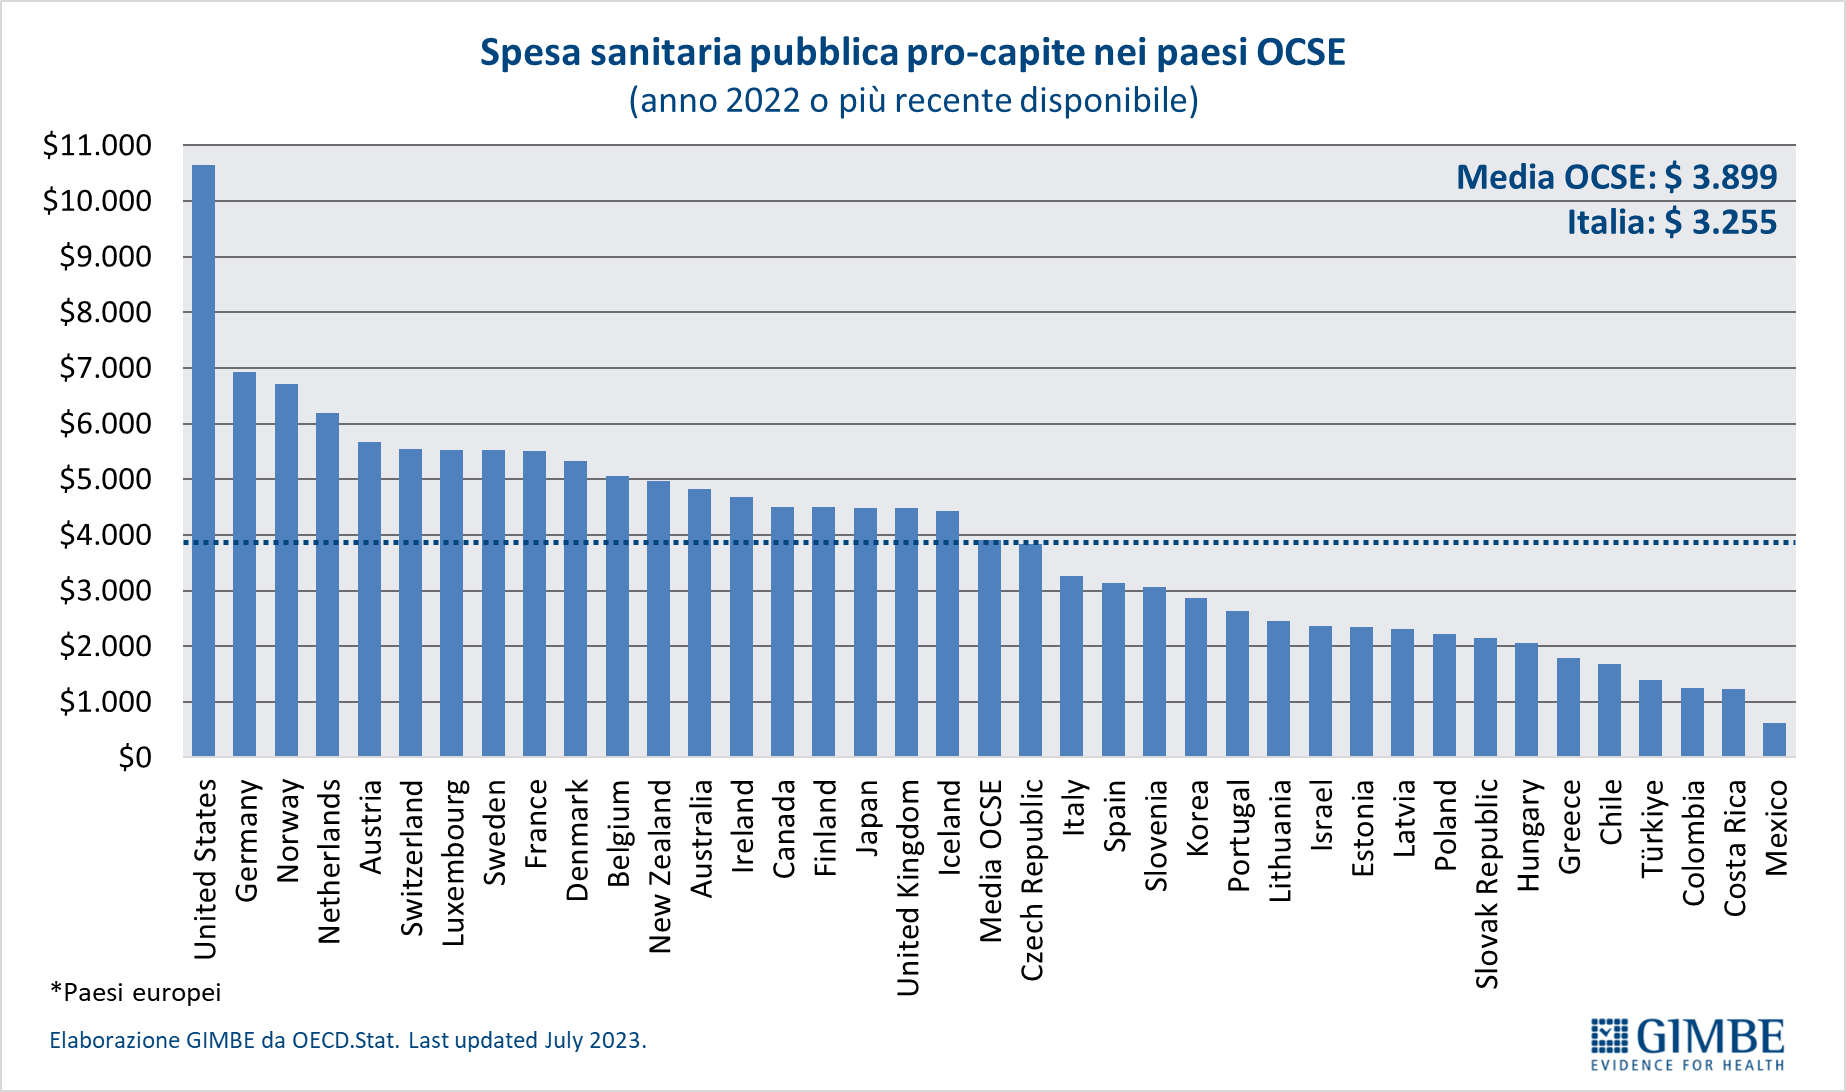 Spesa sanitaria pubblica pro-capite nei paesi OCSE
(anno 2022 o più recente disponibile)
$11.000
$10.000
$9.000
$8.000
$7.000
$6.000
$5.000
$4.000
$3.000
$2.000
$1.000
$0
Media OCSE: $ 3.899
Italia: $ 3.255
United States
Germany
Norway
Netherlands
Austria
Switzerland
Luxembourg
Sweden
France
Denmark
Belgium
New Zealand
Australia
Ireland
Canada
Finland
Japan
United Kingdom
Iceland
Media OCSE
Czech Republic
Italy
Spain
Slovenia
Korea
Portugal
Lithuania
Israel
Estonia
Latvia
Poland
Slovak Republic
Hungary
Greece
Chile
Türkiye
Colombia
Costa Rica
Mexico
*Paesi europei
Elaborazione GIMBE da OECD.Stat. Last updated July 2023.
GIMBE
EVIDENCE FOR HEALTH